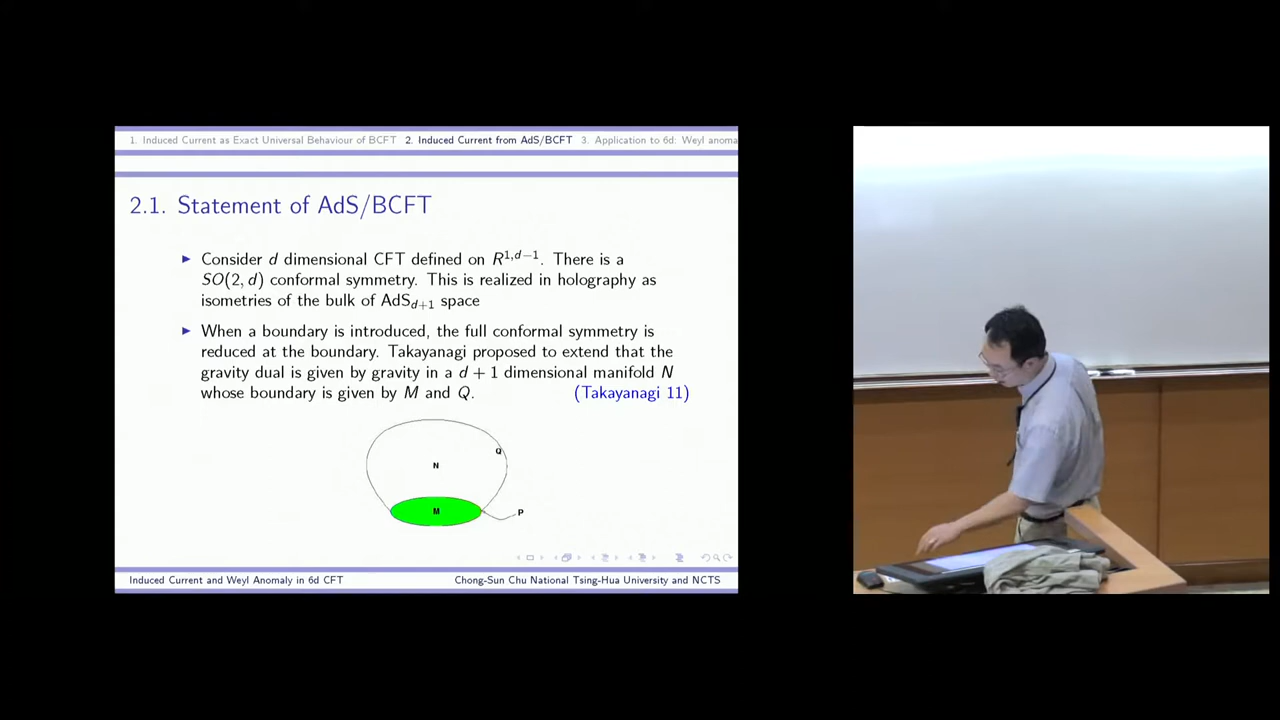 1. Induced Current as Exact Universal Behaviour of BCFT 2. Induced Current from AdS/BCFT 3. Application to 6d: Weyl anoma
2.1. Statement of AdS/BCFT
► Consider d dimensional CFT defined on R^{1,d−1}. There is a
SO(2, d) conformal symmetry. This is realized in holography as
isometries of the bulk of AdS_{d+1} space
► When a boundary is introduced, the full conformal symmetry is
reduced at the boundary. Takayanagi proposed to extend that the
gravity dual is given by gravity in a d + 1 dimensional manifold N
whose boundary is given by M and Q. (Takayanagi 11)
Q
N
M
P
Induced Current and Weyl Anomaly in 6d CFT Chong-Sun Chu National Tsing-Hua University and NCTS